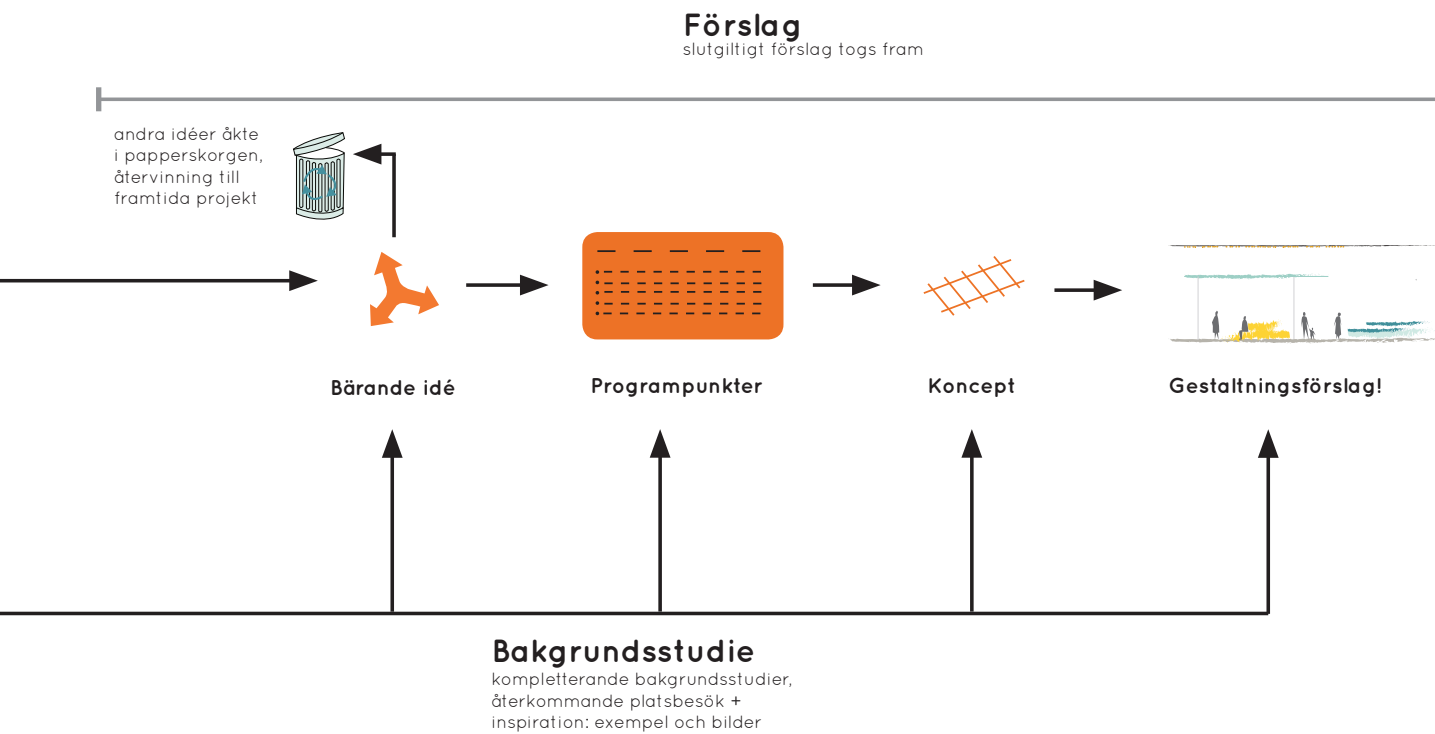 Förslag
slutgiltigt förslag togs fram
andra idéer åkte
i papperskorgen,
återvinning till
framtida projekt
Bärande idé
Programpunkter
Koncept
Gestaltningsförslag!
Bakgrundsstudie
kompletterande bakgrundsstudier,
återkommande platsbesök +
inspiration: exempel och bilder